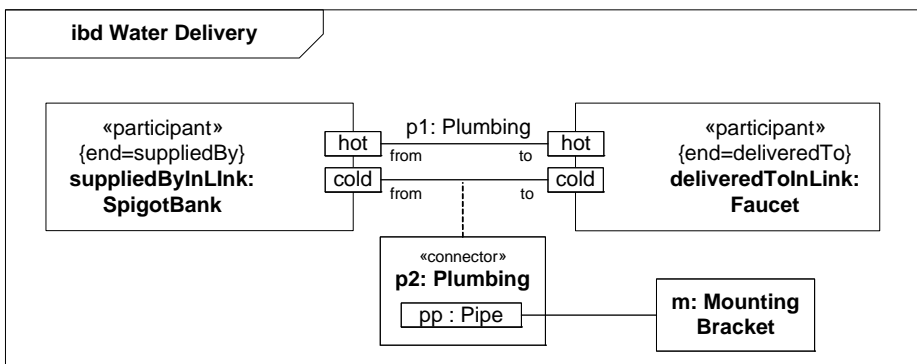 ibd Water Delivery
«participant»
{end=suppliedBy}
suppliedByInLInk:
SpigotBank
hot
cold
p1: Plumbing
from
to
from
to
hot
cold
«participant»
{end=deliveredTo}
deliveredToInLink:
Faucet
«connector»
p2: Plumbing
pp : Pipe
m: Mounting
Bracket